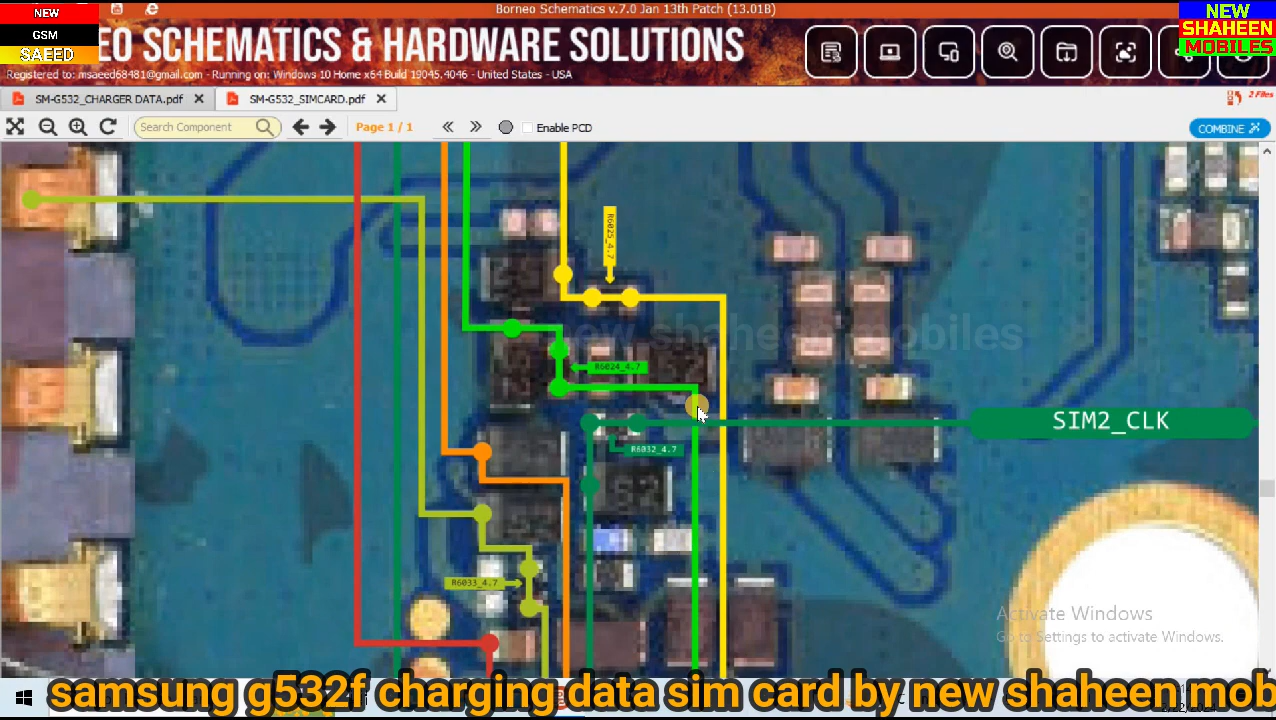 Borneo Schematics v.7.0 Jan 13th Patch (13.01B)
NEW
GSM
SAEED
EO SCHEMATICS & HARDWARE SOLUTIONS
NEW
SHAHEEN
MOBILES
Registered to: msaeed68481@gmail.com - Running on: Windows 10 Home x64 Build 19045.4046 - United States - USA
SM-G532_CHARGER DATA.pdf
SM-G532_SIMCARD.pdf
2 Files
Search Component
Page 1 / 1
Enable PCD
COMBINE
R6025_4.7
new shaheen mobiles
R6024_4.7
SIM2_CLK
R6032_4.7
R6033_4.7
Activate Windows
Go to Settings to activate Windows.
samsung g532f charging data sim card by new shaheen mob